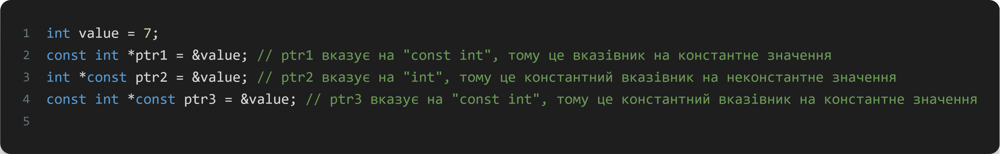 1 int value = 7;
2 const int *ptr1 = &value; // ptr1 вказує на "const int", тому це вказівник на константне значення
3 int *const ptr2 = &value; // ptr2 вказує на "int", тому це константний вказівник на неконстантне значення
4 const int *const ptr3 = &value; // ptr3 вказує на "const int", тому це константний вказівник на константне значення
5